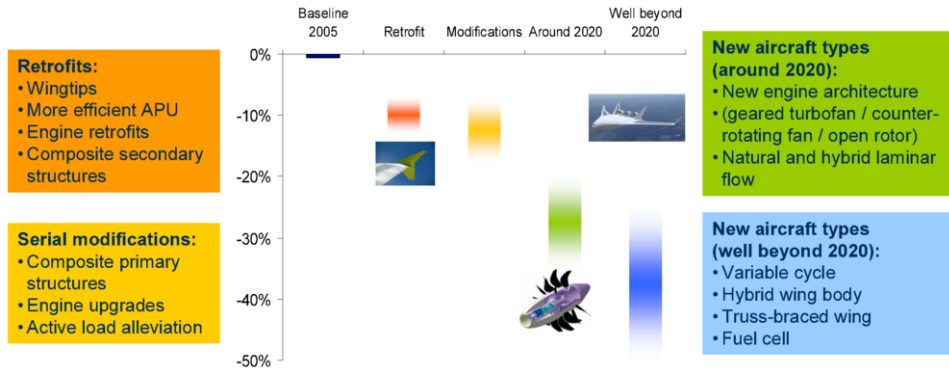 Baseline
2005
Retrofit
Modifications
Around 2020
Well beyond
2020
0%
-10%
-20%
-30%
-40%
-50%
Retrofits:
• Wingtips
• More efficient APU
• Engine retrofits
• Composite secondary
structures
Serial modifications:
• Composite primary
structures
• Engine upgrades
• Active load alleviation
New aircraft types
(around 2020):
• New engine architecture
• (geared turbofan / counter-
rotating fan / open rotor)
• Natural and hybrid laminar
flow
New aircraft types
(well beyond 2020):
• Variable cycle
• Hybrid wing body
• Truss-braced wing
• Fuel cell